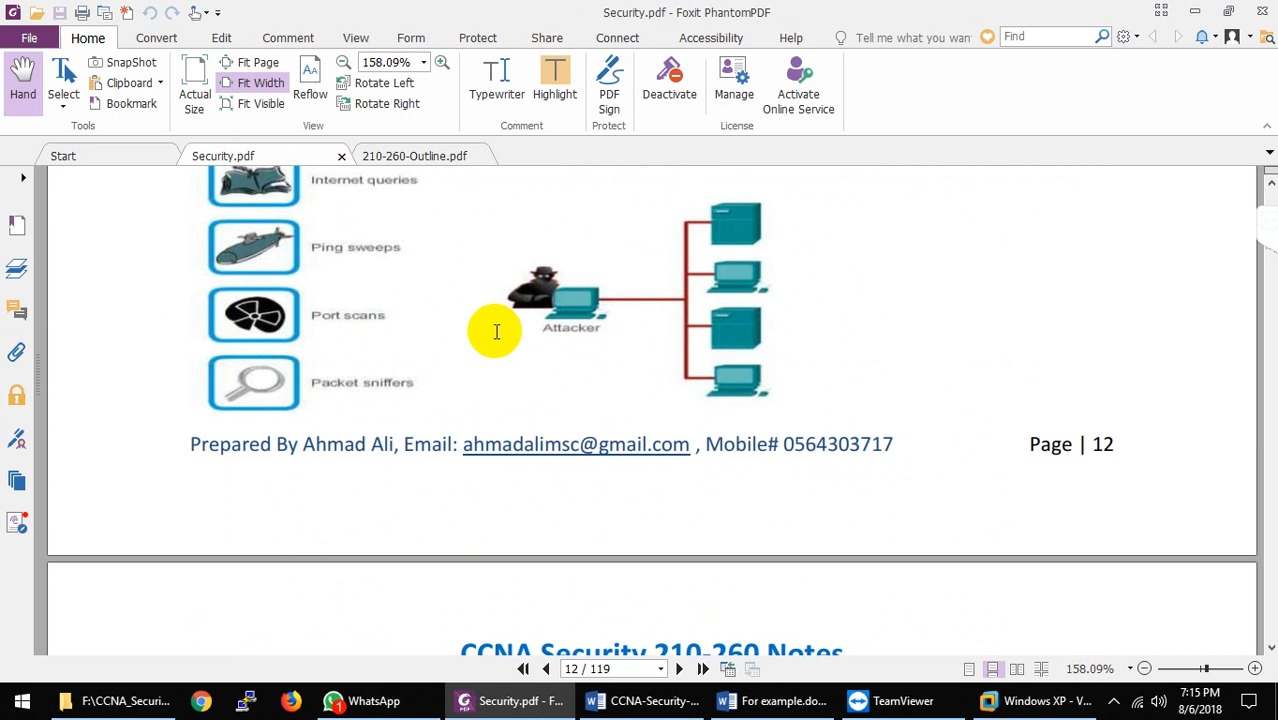 Security.pdf - Foxit PhantomPDF
File Home Convert Edit Comment View Form Protect Share Connect Accessibility Help Tell me what you wan Find
Hand
Select
SnapShot
Clipboard
Bookmark
Tools
Actual Size
Fit Page
Fit Width
Fit Visible
Reflow
158.09%
Rotate Left
Rotate Right
View
Typewriter
Highlight
Comment
PDF Sign
Protect
Deactivate
Manage
Activate Online Service
License
Start Security.pdf 210-260-Outline.pdf
Internet queries
Ping sweeps
Port scans
Attacker
Packet sniffers
Prepared By Ahmad Ali, Email: ahmadalimsc@gmail.com , Mobile# 0564303717 Page | 12
CCNA Security 210-260 Notes
12 / 119 158.09%
F:\CCNA_Securi... 1 WhatsApp Security.pdf - F... CCNA-Security-... For example.do... TeamViewer Windows XP - V... 7:15 PM
8/6/2018